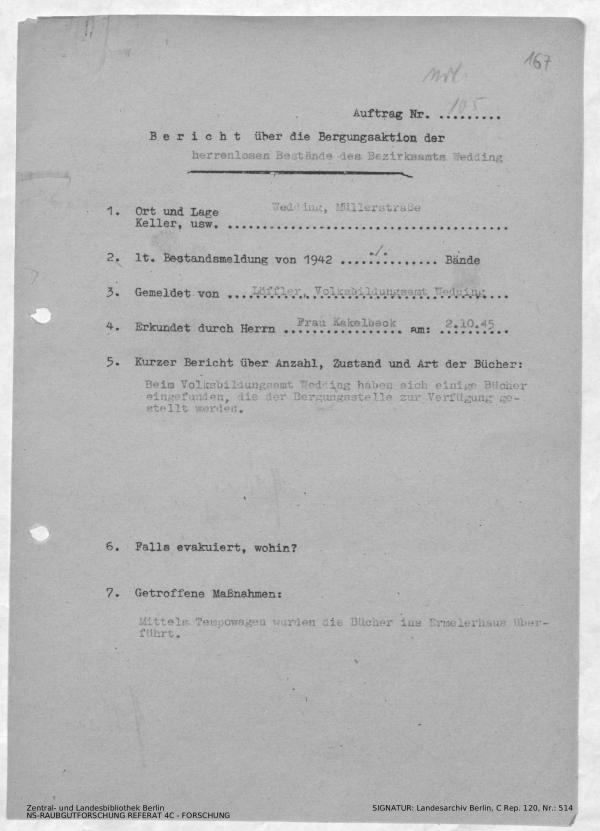 167
Auftrag Nr. 105
Bericht über die Bergungsaktion der
herrenlosen Bestände des Bezirksamts Wedding
1. Ort und Lage Wedding, Müllerstraße
Keller, usw. ........................................
2. lt. Bestandsmeldung von 1942 ..../......... Bände
3. Gemeldet von ...Löffler, Volksbildungsamt Wedding...
4. Erkundet durch Herrn Frau Kakelbeck am: 2.10.45
5. Kurzer Bericht über Anzahl, Zustand und Art der Bücher:
Beim Volksbildungsamt Wedding haben sich einige Bücher
eingefunden, die der Bergungsstelle zur Verfügung ge-
stellt werden.
6. Falls evakuiert, wohin?
7. Getroffene Maßnahmen:
Mittels Tempowagen wurden die Bücher ins Ermelerhaus über-
führt.
Zentral- und Landesbibliothek Berlin
NS-RAUBGUTFORSCHUNG REFERAT 4C - FORSCHUNG
SIGNATUR: Landesarchiv Berlin, C Rep. 120, Nr.: 514